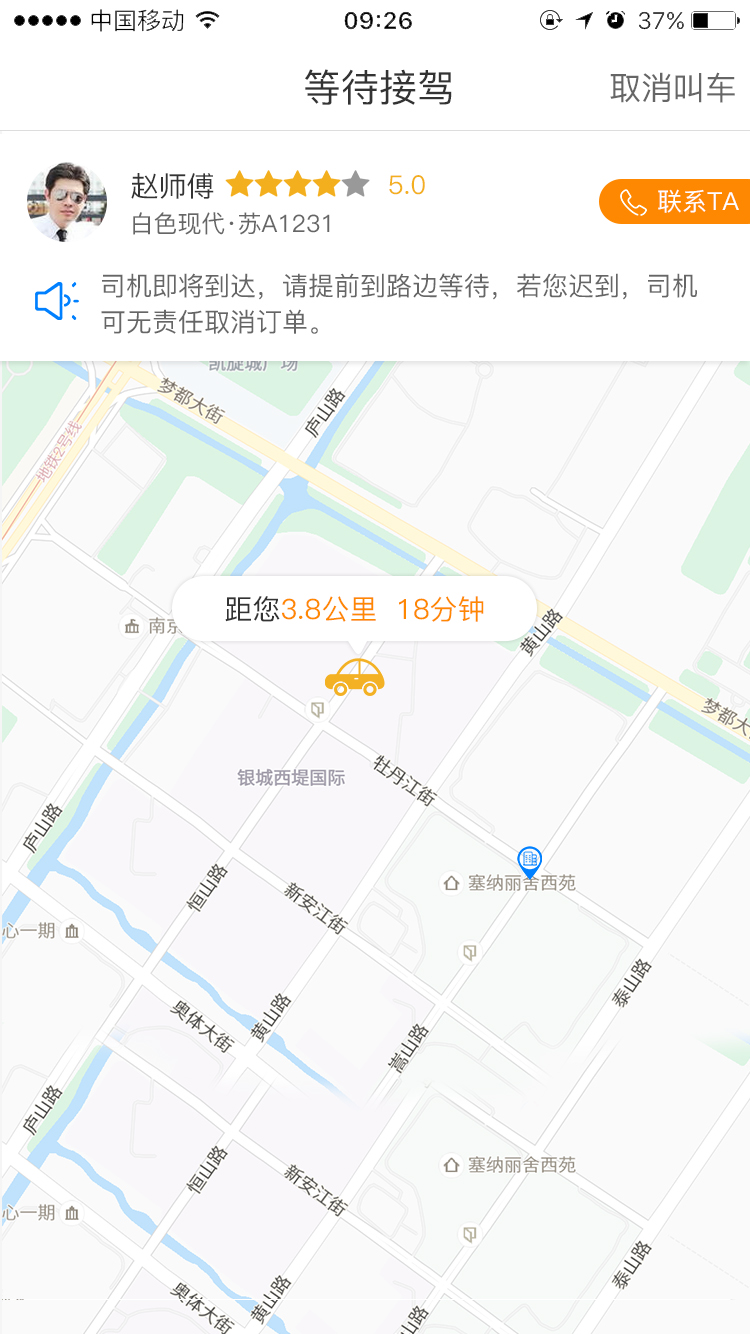 中国移动 09:26 37%
等待接驾 取消叫车
赵师傅 5.0
白色现代·苏A1231
联系TA
司机即将到达，请提前到路边等待，若您迟到，司机
可无责任取消订单。
凯旋城广场
梦都大街
庐山路
地铁2号线
距您3.8公里 18分钟
南京
黄山路
梦都大
牡丹江街
银城西堤国际
庐山路
塞纳丽舍西苑
恒山路
新安江街
心一期
泰山路
黄山路
奥体大街
嵩山路
庐山路
恒山路
塞纳丽舍西苑
新安江街
心一期
泰山路
黄山路
奥体大街
山路